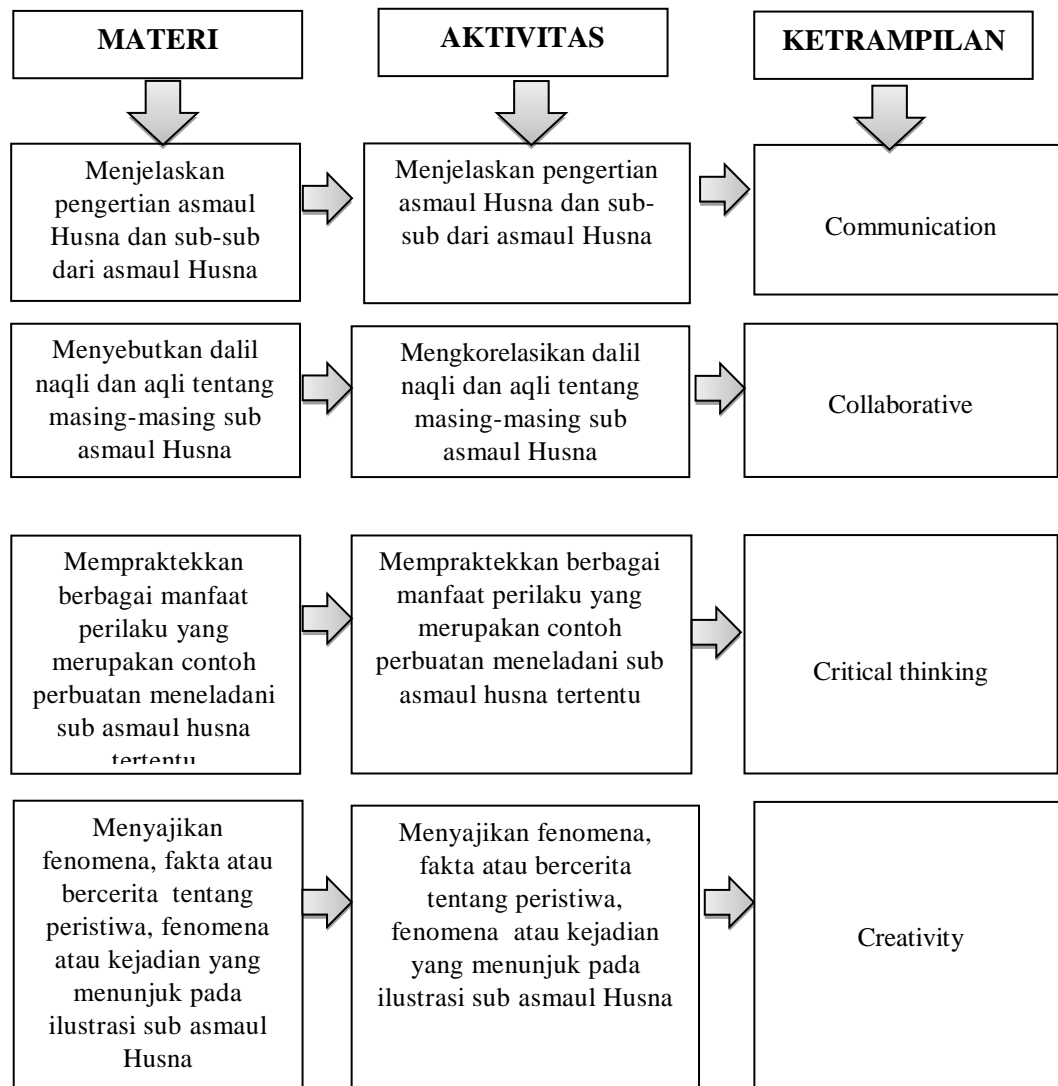 MATERI
AKTIVITAS
KETRAMPILAN
Menjelaskan
pengertian asmaul
Husna dan sub-sub
dari asmaul Husna
Menjelaskan pengertian
asmaul Husna dan sub-
sub dari asmaul Husna
Communication
Menyebutkan dalil
naqli dan aqli tentang
masing-masing sub
asmaul Husna
Mengkorelasikan dalil
naqli dan aqli tentang
masing-masing sub
asmaul Husna
Collaborative
Mempraktekkan
berbagai manfaat
perilaku yang
merupakan contoh
perbuatan meneladani
sub asmaul husna
tertentu
Mempraktekkan berbagai
manfaat perilaku yang
merupakan contoh
perbuatan meneladani sub
asmaul husna tertentu
Critical thinking
Menyajikan
fenomena, fakta atau
bercerita tentang
peristiwa, fenomena
atau kejadian yang
menunjuk pada
ilustrasi sub asmaul
Husna
Menyajikan fenomena,
fakta atau bercerita
tentang peristiwa,
fenomena atau kejadian
yang menunjuk pada
ilustrasi sub asmaul Husna
Creativity